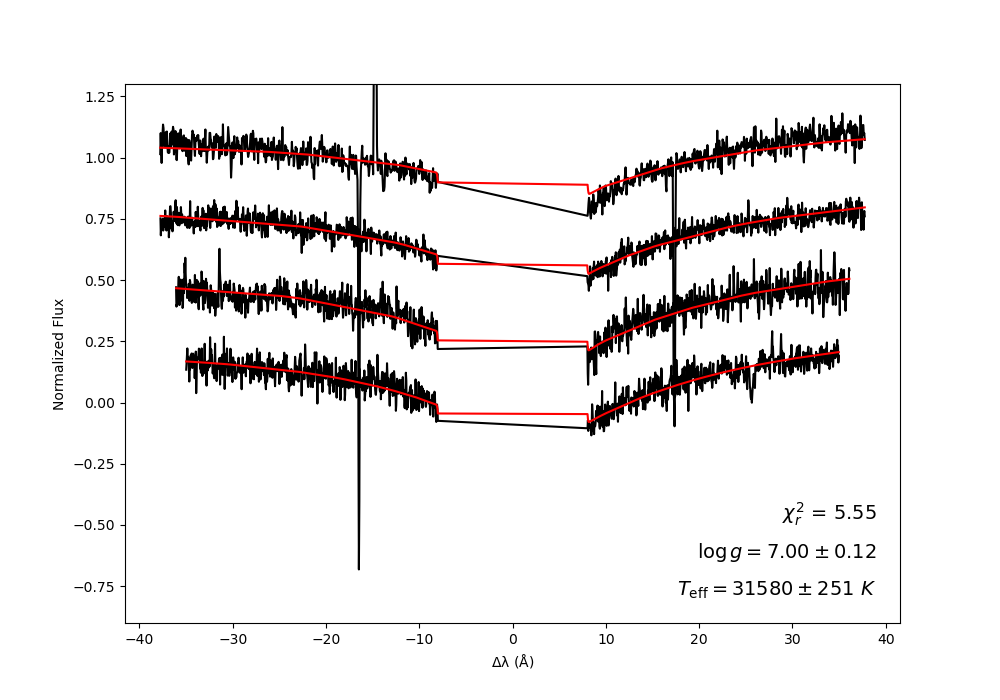 1.25
1.00
0.75
0.50
0.25
0.00
−0.25
−0.50
−0.75
Normalized Flux
χ²ᵣ = 5.55
log g = 7.00 ± 0.12
T_eff = 31580 ± 251 K
−40 −30 −20 −10 0 10 20 30 40
Δλ (Å)